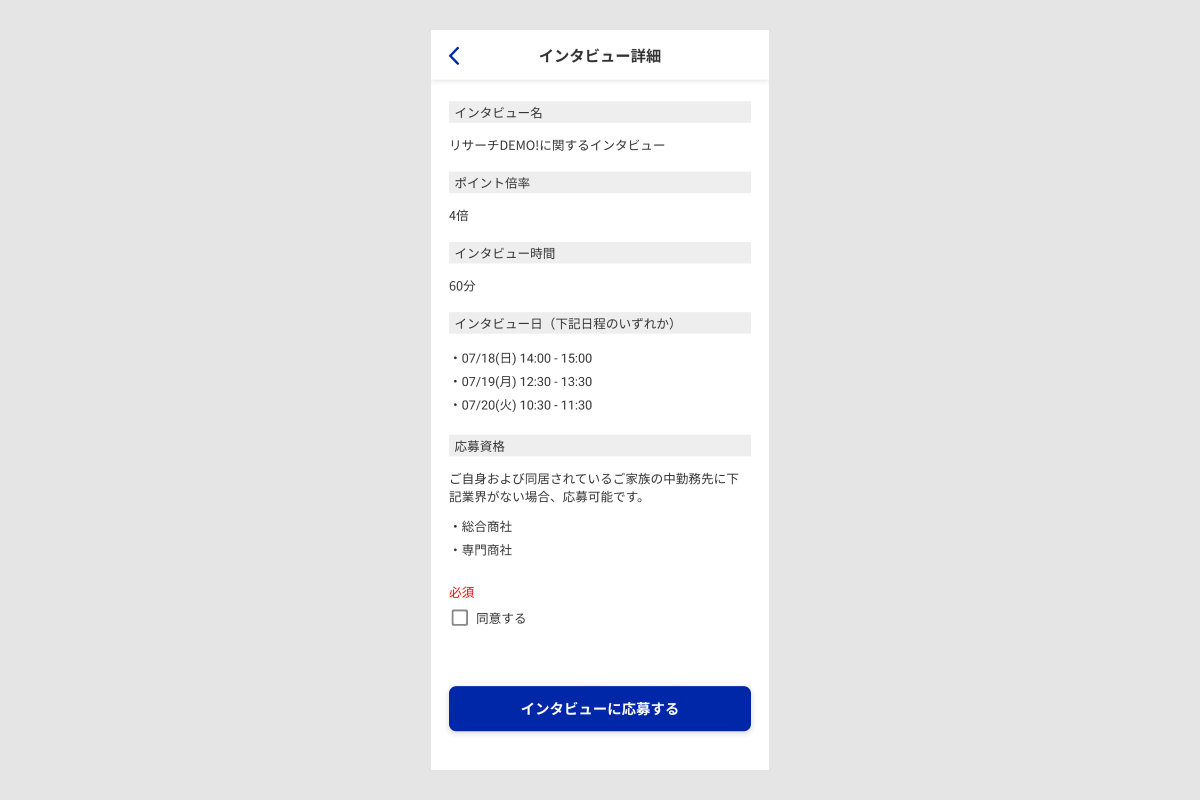 インタビュー詳細
インタビュー名
リサーチDEMO!に関するインタビュー
ポイント倍率
4倍
インタビュー時間
60分
インタビュー日（下記日程のいずれか）
・07/18(日) 14:00 - 15:00
・07/19(月) 12:30 - 13:30
・07/20(火) 10:30 - 11:30
応募資格
ご自身および同居されているご家族の中勤務先に下
記業界がない場合、応募可能です。
・総合商社
・専門商社
必須
同意する
インタビューに応募する